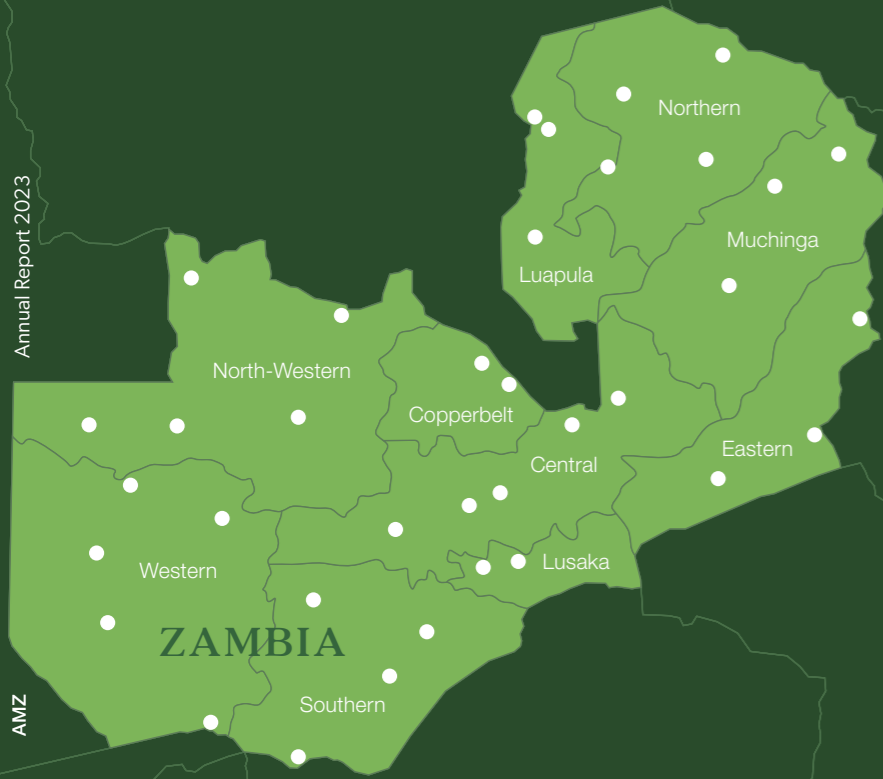 Annual Report 2023
AMZ
Northern
Muchinga
Luapula
North-Western
Copperbelt
Eastern
Central
Lusaka
Western
ZAMBIA
Southern